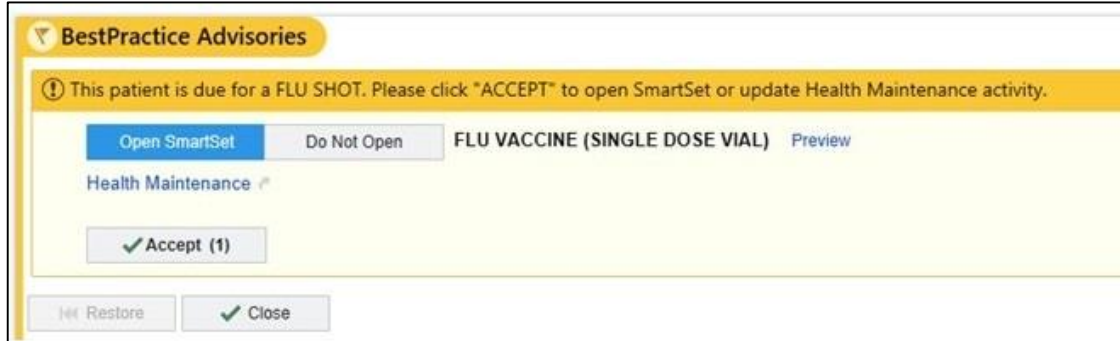 BestPractice Advisories
This patient is due for a FLU SHOT. Please click "ACCEPT" to open SmartSet or update Health Maintenance activity.
Open SmartSet Do Not Open FLU VACCINE (SINGLE DOSE VIAL) Preview
Health Maintenance
Accept (1)
Restore Close